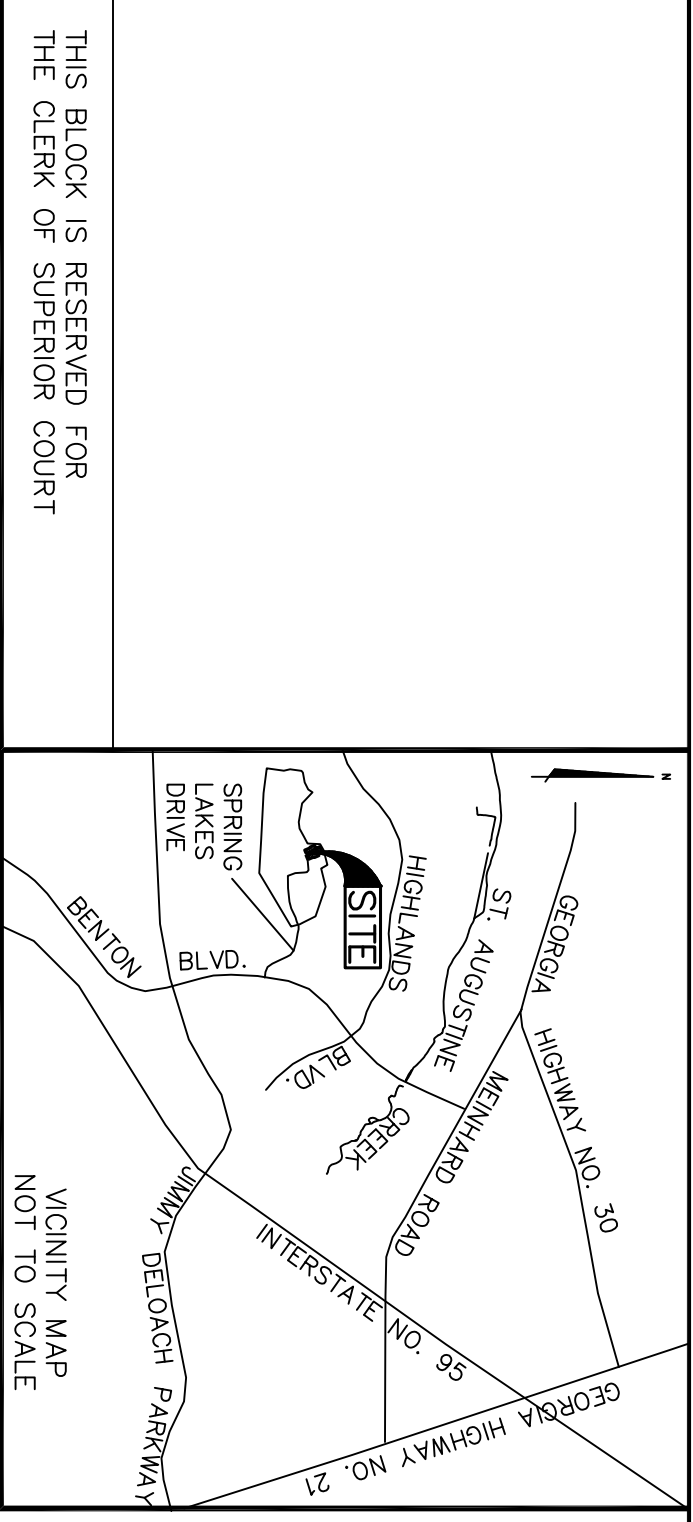 THIS BLOCK IS RESERVED FOR
THE CLERK OF SUPERIOR COURT
N
GEORGIA HIGHWAY NO. 30
ST. AUGUSTINE
CREEK
MEINHARD ROAD
HIGHLANDS
BLVD.
SITE
SPRING
LAKES
DRIVE
BENTON
BLVD.
INTERSTATE NO. 95
GEORGIA HIGHWAY NO. 21
JIMMY DELOACH PARKWAY
VICINITY MAP
NOT TO SCALE